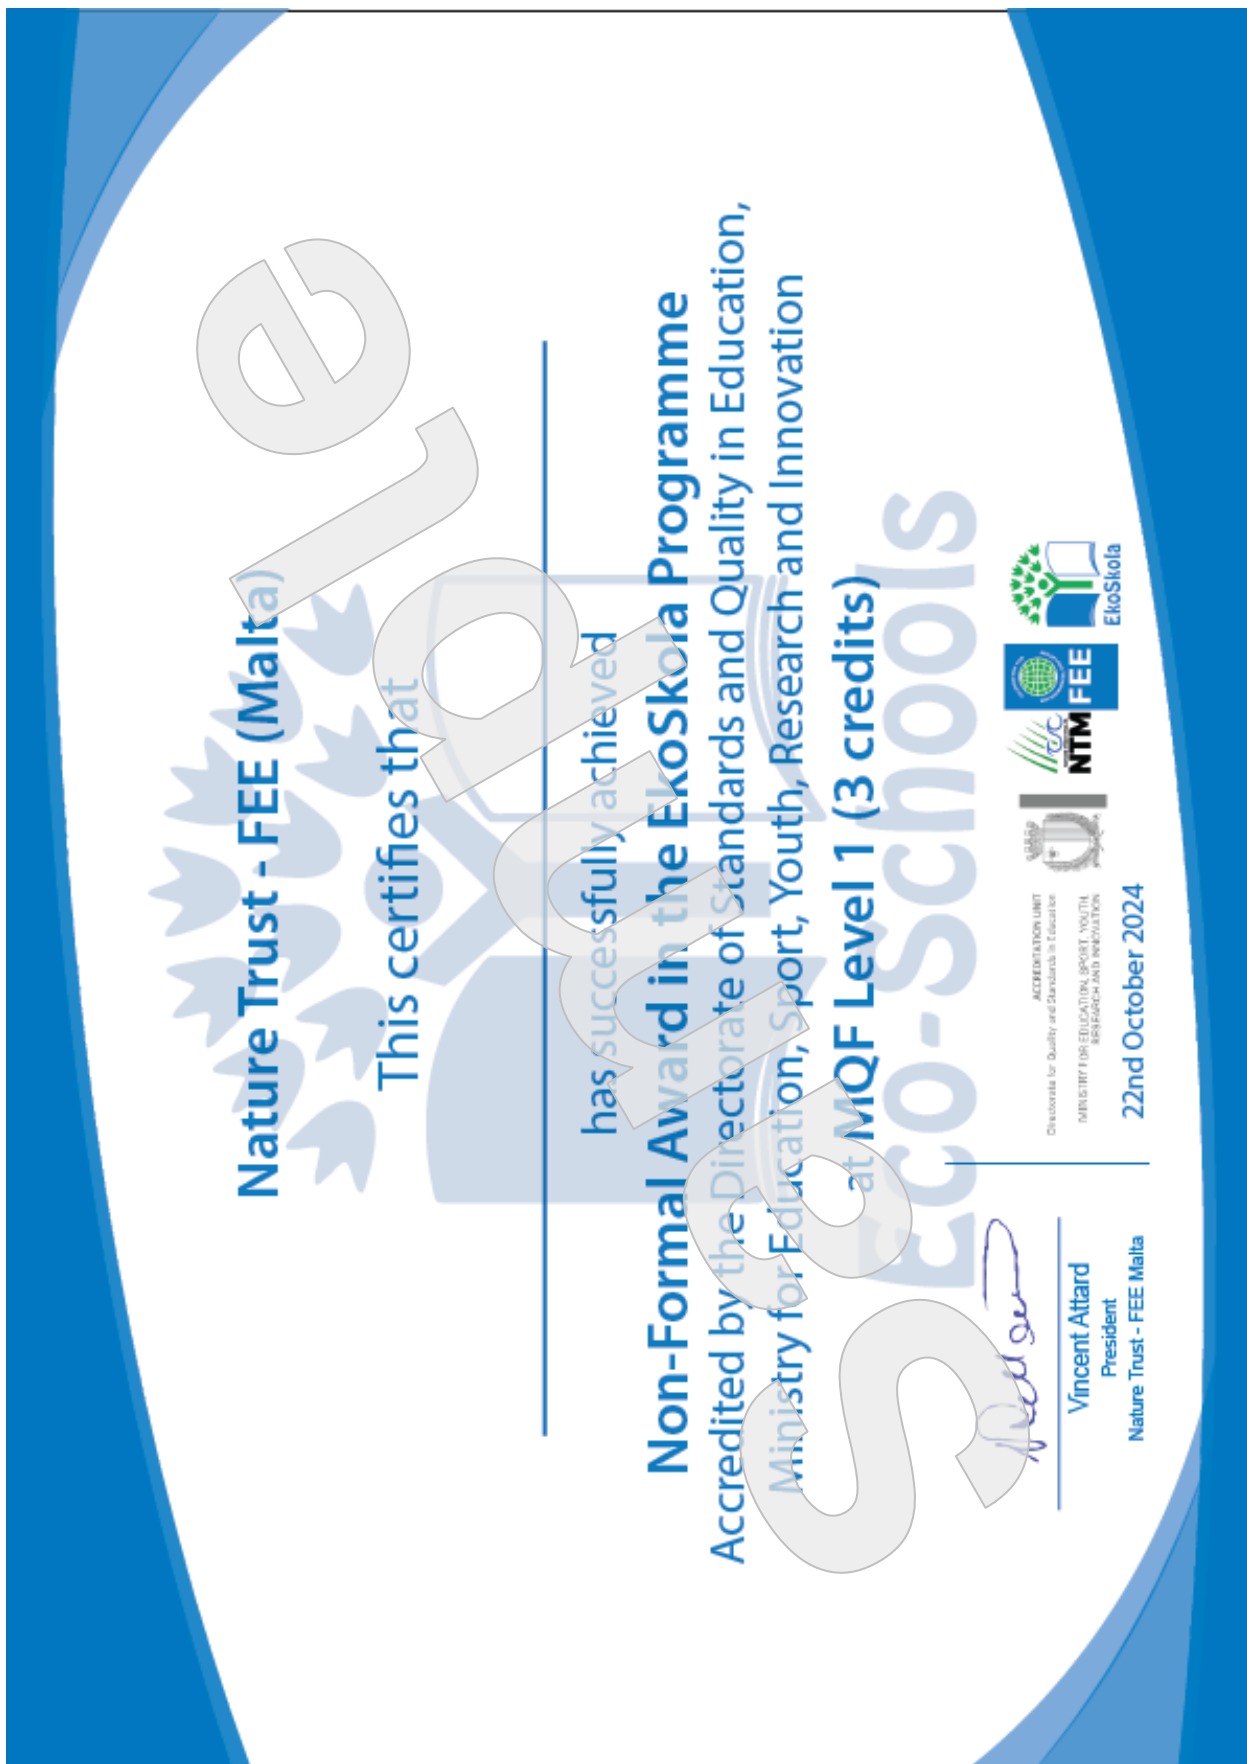 Nature Trust - FEE (Malta)
This certifies that
has successfully achieved
Non-Formal Award in the EkoSkola Programme
Accredited by the Directorate of Standards and Quality in Education,
Ministry for Education, Sport, Youth, Research and Innovation
at MQF Level 1 (3 credits)
Eco-Schools
Sample
Vincent Attard
President
Nature Trust - FEE Malta
ACCREDITATION UNIT
Directorate for Quality and Standards in Education
MINISTRY FOR EDUCATION, SPORT, YOUTH,
RESEARCH AND INNOVATION
22nd October 2024
NTM
FEE
EkoSkola